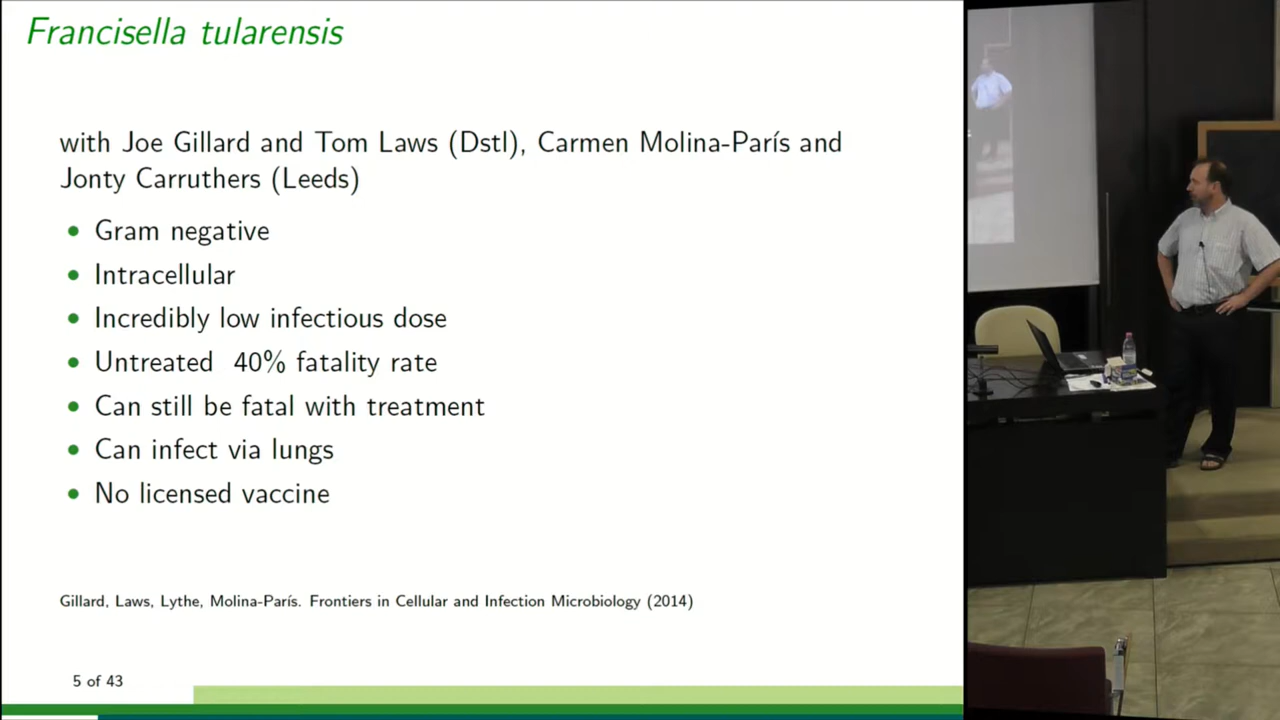 Francisella tularensis
with Joe Gillard and Tom Laws (Dstl), Carmen Molina-París and
Jonty Carruthers (Leeds)
• Gram negative
• Intracellular
• Incredibly low infectious dose
• Untreated 40% fatality rate
• Can still be fatal with treatment
• Can infect via lungs
• No licensed vaccine
Gillard, Laws, Lythe, Molina-París. Frontiers in Cellular and Infection Microbiology (2014)
5 of 43